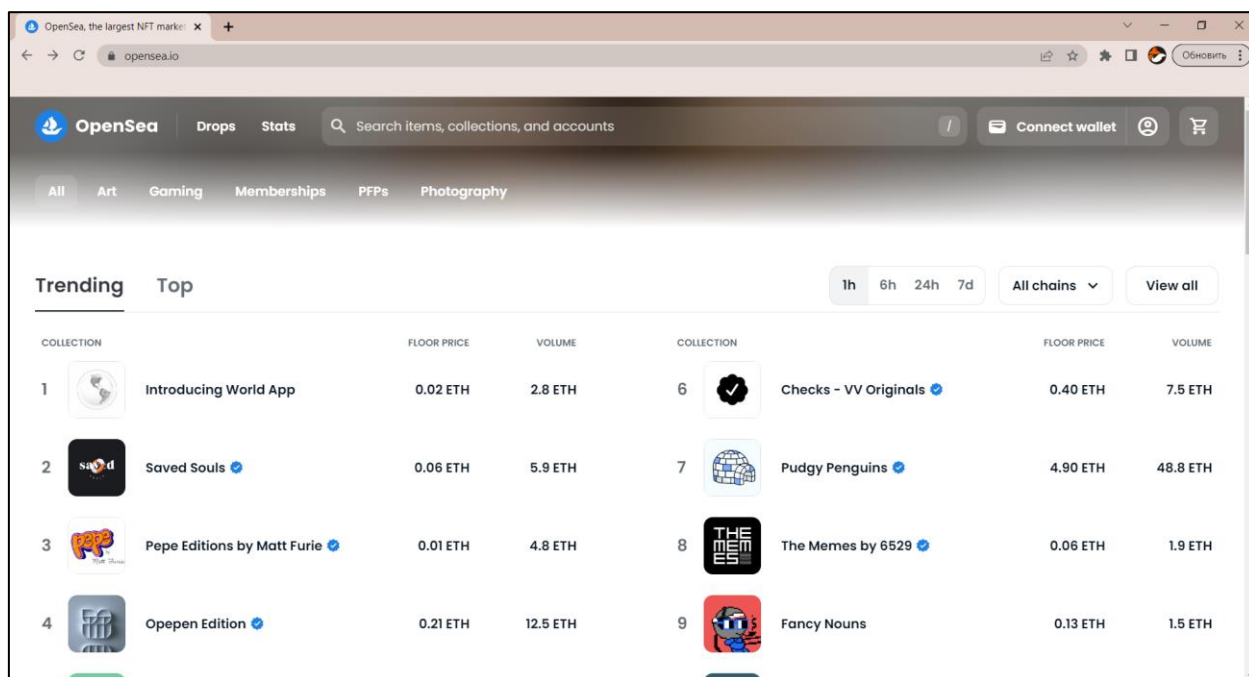 OpenSea, the largest NFT marke
opensea.io
Обновить
OpenSea Drops Stats Search items, collections, and accounts / Connect wallet
All Art Gaming Memberships PFPs Photography
Trending Top 1h 6h 24h 7d All chains View all
COLLECTION FLOOR PRICE VOLUME COLLECTION FLOOR PRICE VOLUME
1 Introducing World App 0.02 ETH 2.8 ETH 6 Checks - VV Originals 0.40 ETH 7.5 ETH
2 saved Saved Souls 0.06 ETH 5.9 ETH 7 Pudgy Penguins 4.90 ETH 48.8 ETH
3 pepe Pepe Editions by Matt Furie 0.01 ETH 4.8 ETH 8 THE MEMES The Memes by 6529 0.06 ETH 1.9 ETH
4 Opepen Edition 0.21 ETH 12.5 ETH 9 Fancy Nouns 0.13 ETH 1.5 ETH